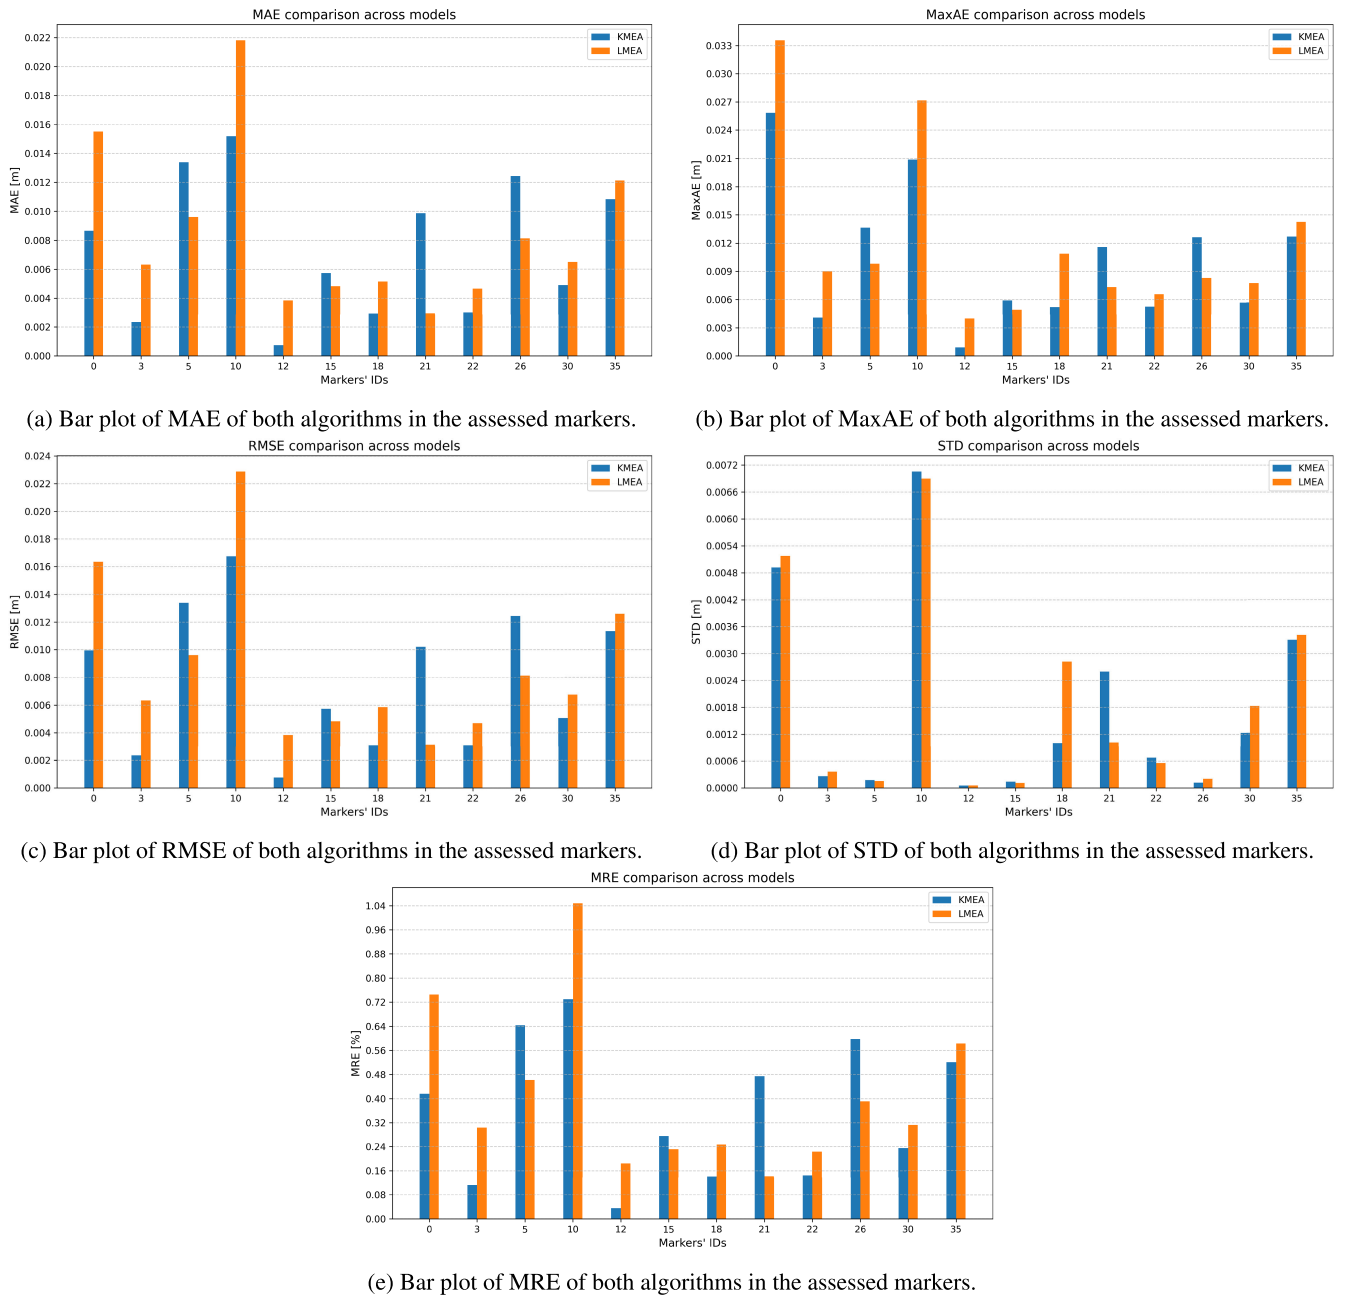 MAE comparison across models
KMEA
LMEA
MAE [m]
0.022
0.020
0.018
0.016
0.014
0.012
0.010
0.008
0.006
0.004
0.002
0.000
0 3 5 10 12 15 18 21 22 26 30 35
Markers' IDs
(a) Bar plot of MAE of both algorithms in the assessed markers.
MaxAE comparison across models
KMEA
LMEA
MaxAE [m]
0.033
0.030
0.027
0.024
0.021
0.018
0.015
0.012
0.009
0.006
0.003
0.000
0 3 5 10 12 15 18 21 22 26 30 35
Markers' IDs
(b) Bar plot of MaxAE of both algorithms in the assessed markers.
RMSE comparison across models
KMEA
LMEA
RMSE [m]
0.024
0.022
0.020
0.018
0.016
0.014
0.012
0.010
0.008
0.006
0.004
0.002
0.000
0 3 5 10 12 15 18 21 22 26 30 35
Markers' IDs
(c) Bar plot of RMSE of both algorithms in the assessed markers.
STD comparison across models
KMEA
LMEA
STD [m]
0.0072
0.0066
0.0060
0.0054
0.0048
0.0042
0.0036
0.0030
0.0024
0.0018
0.0012
0.0006
0.0000
0 3 5 10 12 15 18 21 22 26 30 35
Markers' IDs
(d) Bar plot of STD of both algorithms in the assessed markers.
MRE comparison across models
KMEA
LMEA
MRE [%]
1.04
0.96
0.88
0.80
0.72
0.64
0.56
0.48
0.40
0.32
0.24
0.16
0.08
0.00
0 3 5 10 12 15 18 21 22 26 30 35
Markers' IDs
(e) Bar plot of MRE of both algorithms in the assessed markers.